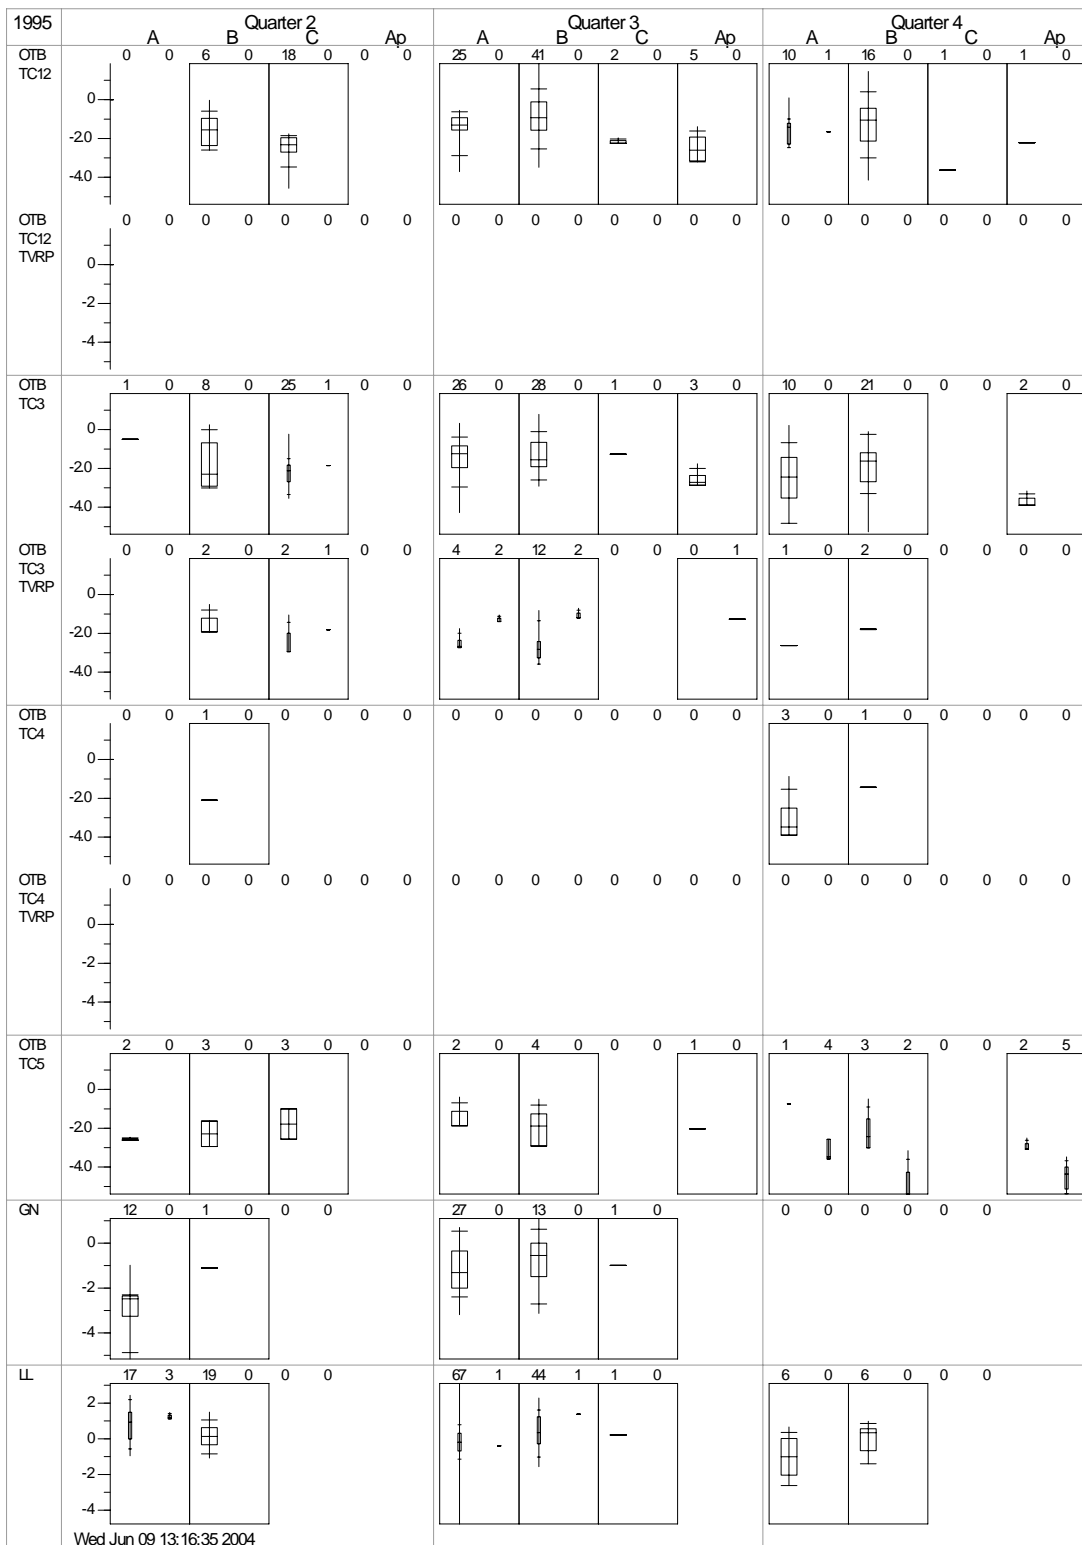 1995 Quarter 2 Quarter 3 Quarter 4
A B C Ap A B C Ap A B C Ap
OTB 0 0 6 0 18 0 0 0 25 0 41 0 2 0 5 0 10 1 16 0 1 0 1 0
TC12
0
-2.0
-4.0
OTB 0 0 0 0 0 0 0 0 0 0 0 0 0 0 0 0 0 0 0 0 0 0 0 0
TC12
TVRP
0
-2
-4
OTB 1 0 8 0 25 1 0 0 26 0 28 0 1 0 3 0 10 0 21 0 0 0 2 0
TC3
0
-2.0
-4.0
OTB 0 0 2 0 2 1 0 0 4 2 12 2 0 0 0 1 1 0 2 0 0 0 0 0
TC3
TVRP
0
-2.0
-4.0
OTB 0 0 1 0 0 0 0 0 0 0 0 0 0 0 0 0 3 0 1 0 0 0 0 0
TC4
0
-2.0
-4.0
OTB 0 0 0 0 0 0 0 0 0 0 0 0 0 0 0 0 0 0 0 0 0 0 0 0
TC4
TVRP
0
-2
-4
OTB 2 0 3 0 3 0 0 0 2 0 4 0 0 0 1 0 1 4 3 2 0 0 2 5
TC5
0
-2.0
-4.0
GN 12 0 1 0 0 0 27 0 13 0 1 0 0 0 0 0 0 0
0
-2
-4
LL 17 3 19 0 0 0 67 1 44 1 1 0 6 0 6 0 0 0
2
0
-2
-4
Wed Jun 09 13:16:35 2004